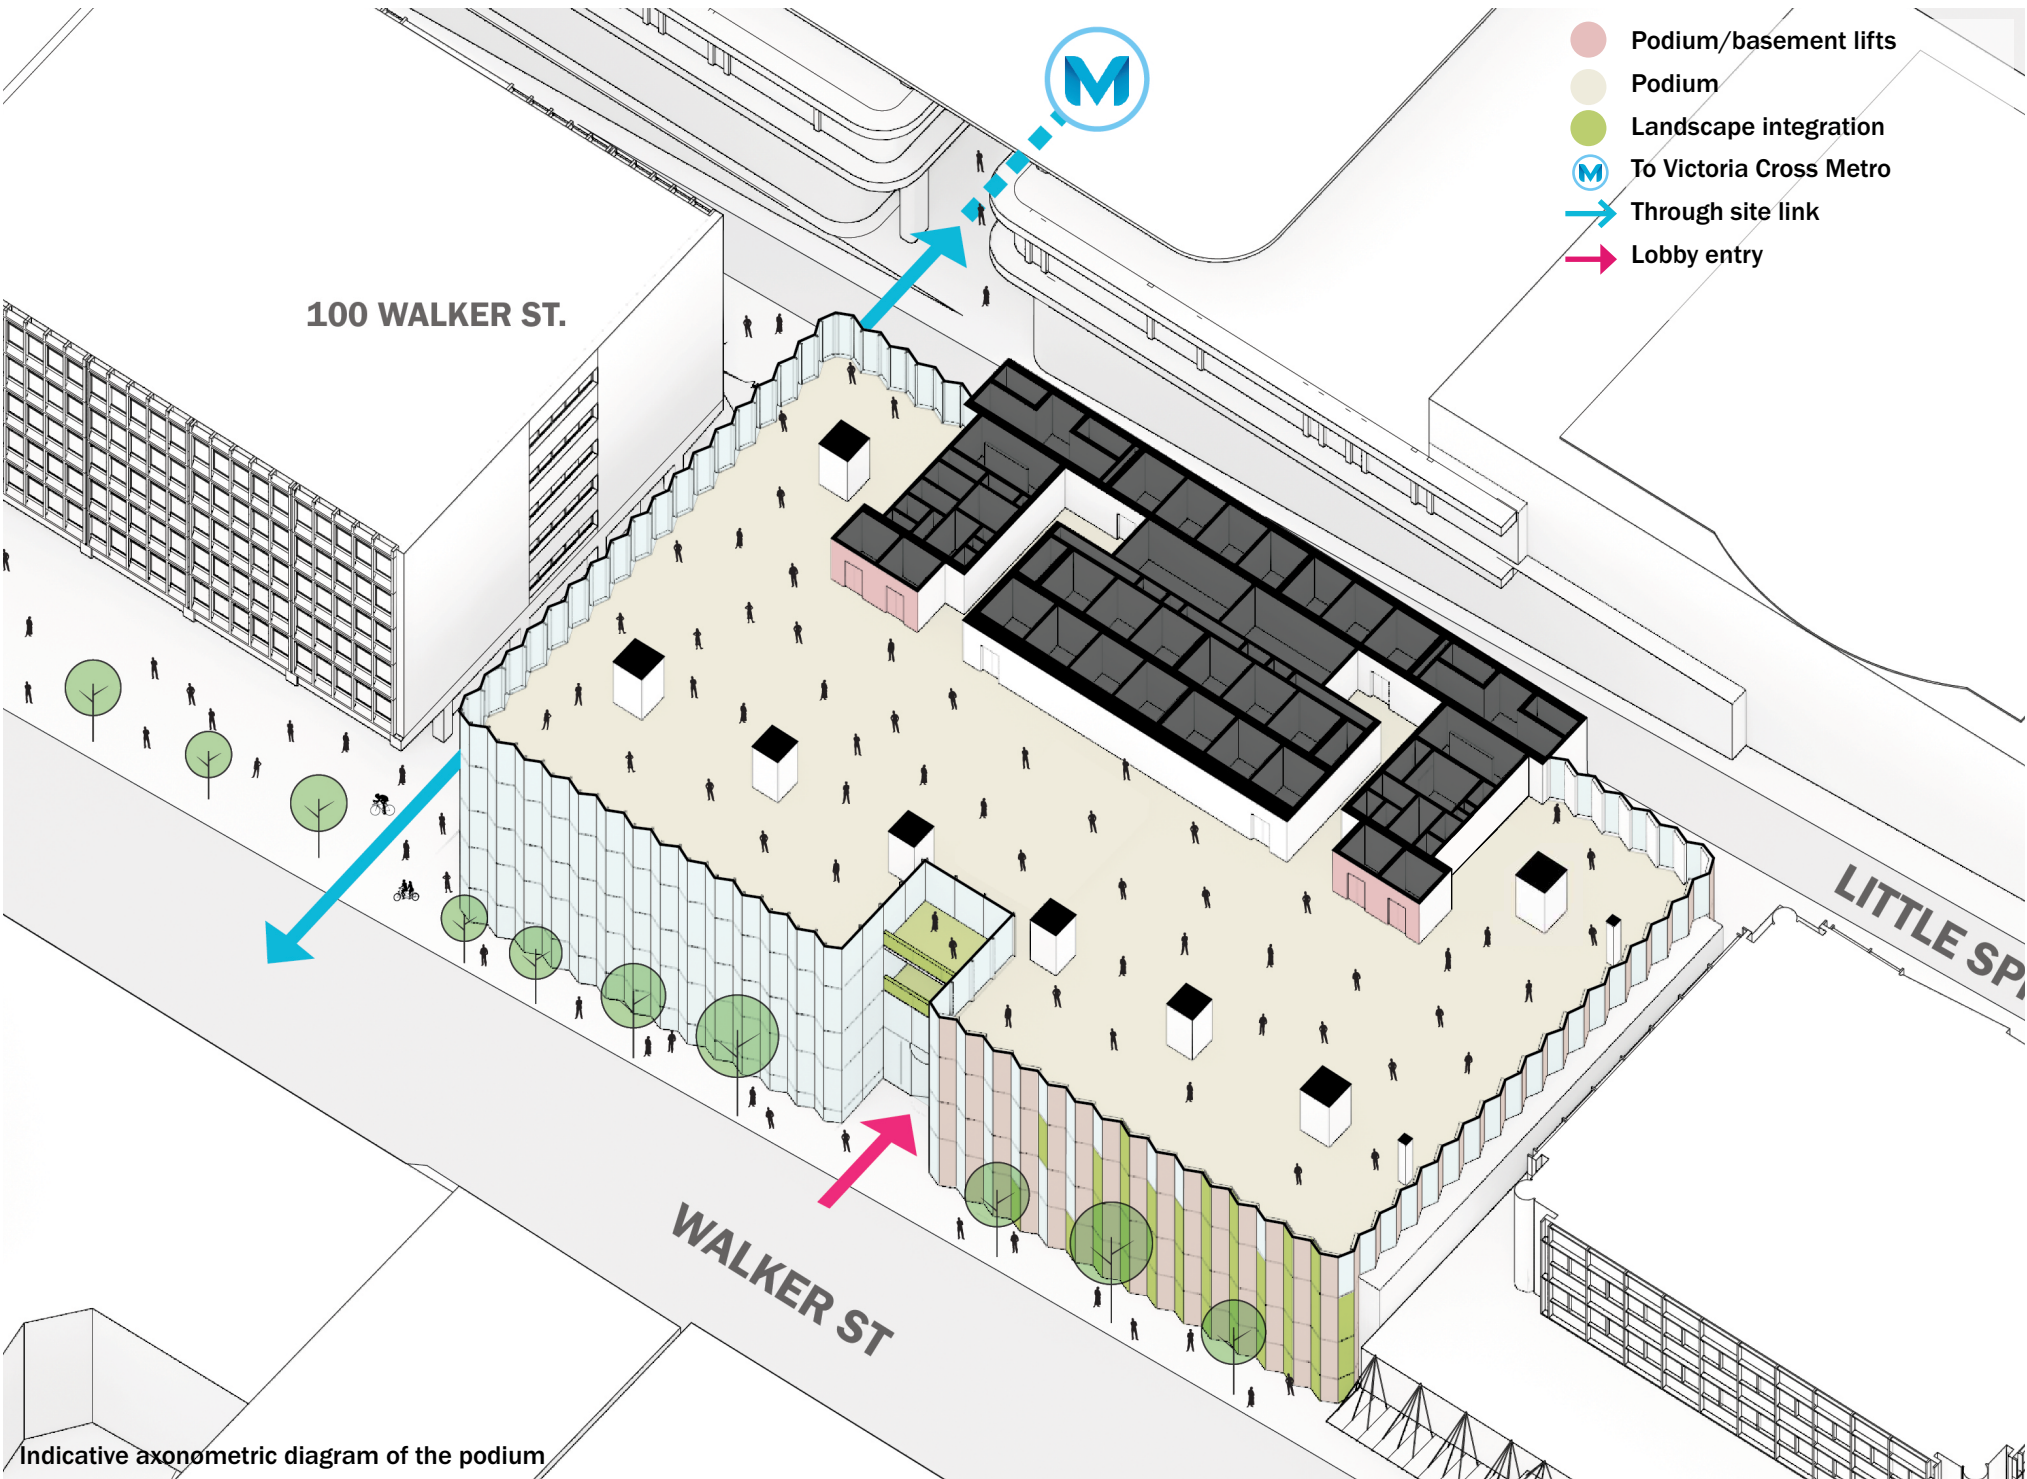 Podium/basement lifts
Podium
Landscape integration
M
M
To Victoria Cross Metro
Through site link
Lobby entry
100 WALKER ST.
LITTLE SP
WALKER ST
Indicative axonometric diagram of the podium